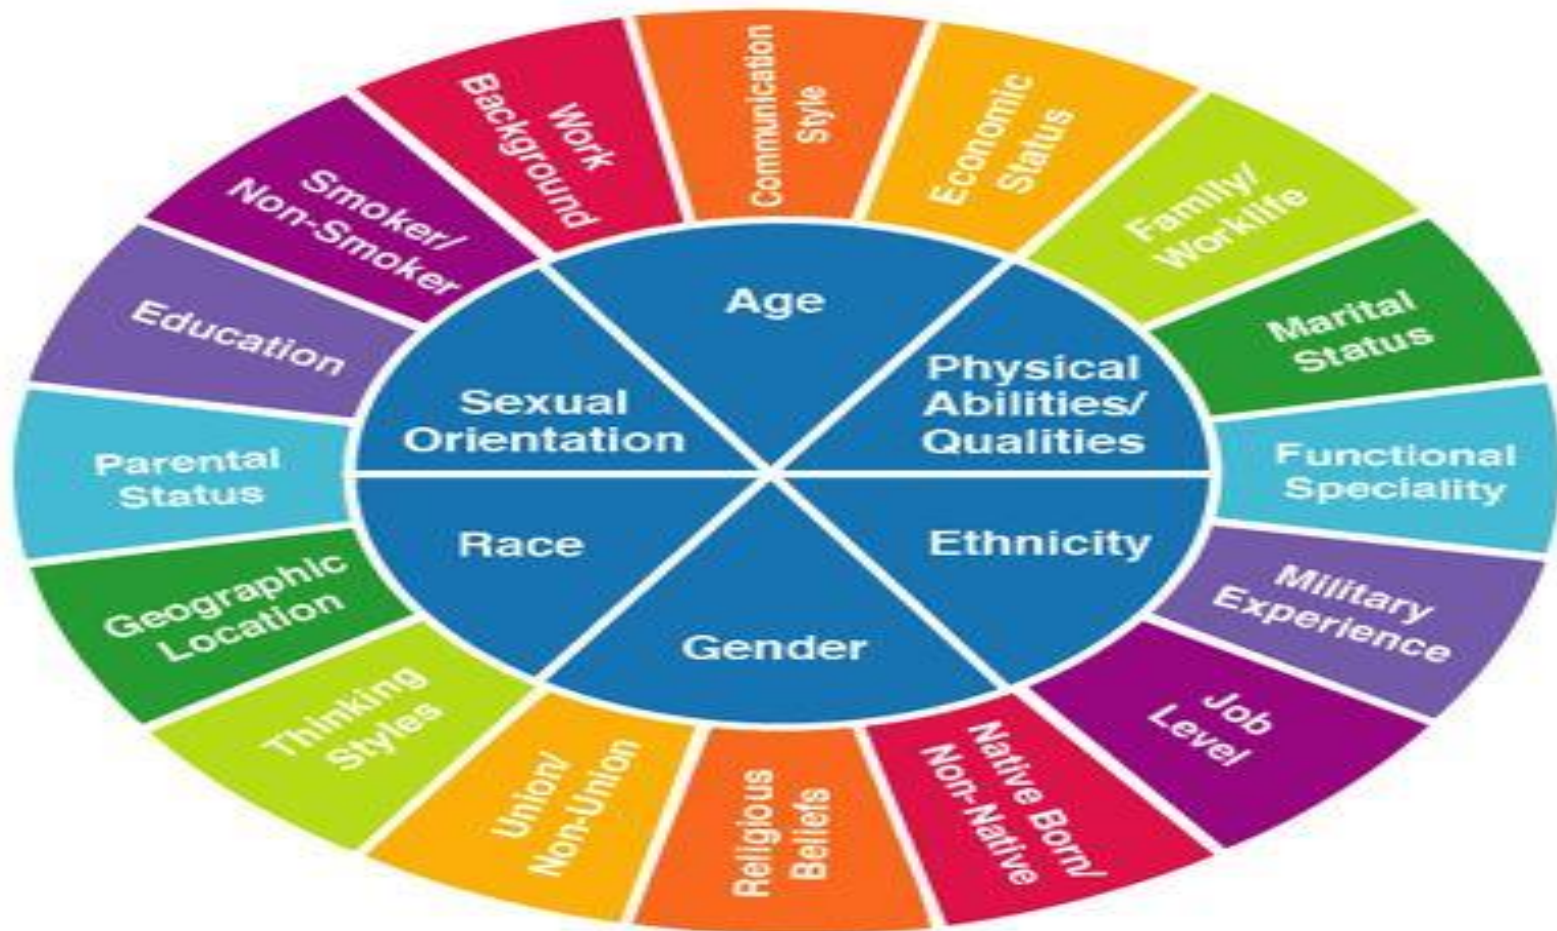 Communication
Style
Economic
Status
Family/
Worklife
Marital
Status
Functional
Speciality
Military
Experience
Job
Level
Native Born/
Non-Native
Religious
Beliefs
Union/
Non-Union
Thinking
Styles
Geographic
Location
Parental
Status
Education
Smoker/
Non-Smoker
Work
Background
Age
Physical
Abilities/
Qualities
Ethnicity
Gender
Race
Sexual
Orientation